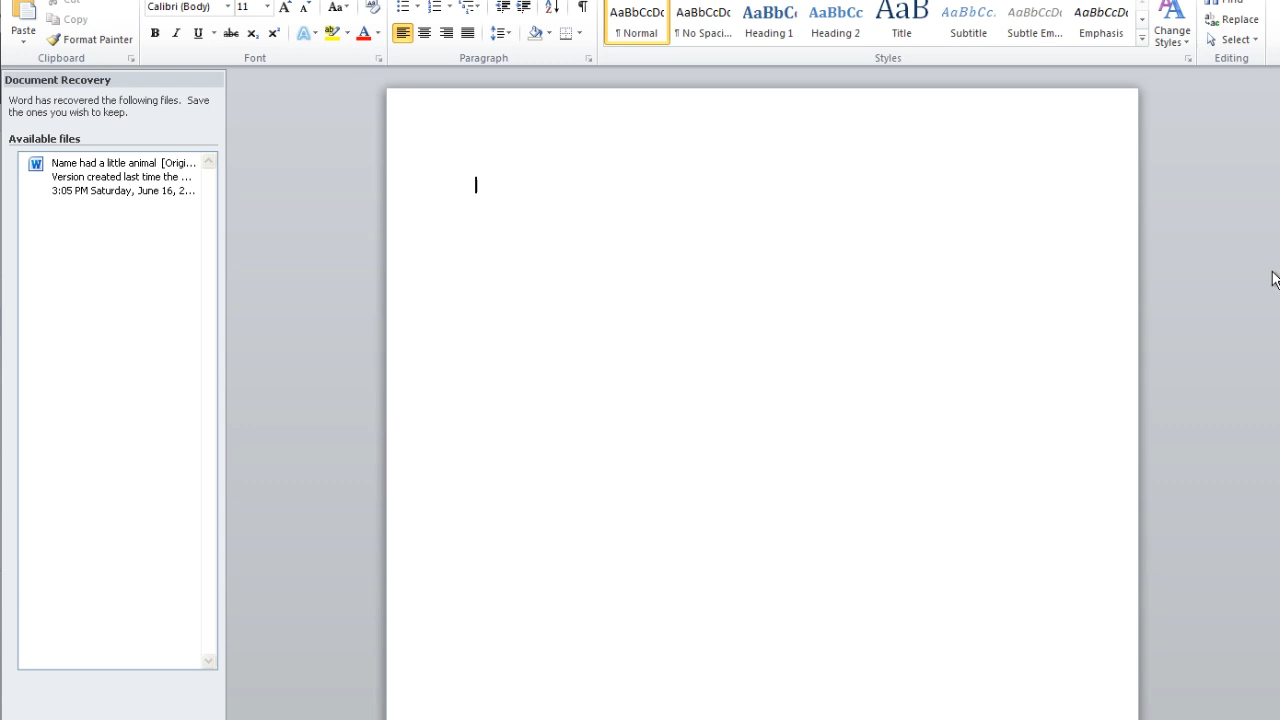 Cut
Calibri (Body) 11 Aa
Copy
Paste
Format Painter
B I U abc x₂ x² A ab A
AaBbCcDc AaBbCcDc AaBbC( AaBbCc AaB AaBbCc. AaBbCcDc AaBbCcDc
¶ Normal ¶ No Spaci... Heading 1 Heading 2 Title Subtitle Subtle Em... Emphasis
Change
Styles
Find
Replace
Select
Clipboard Font Paragraph Styles Editing
Document Recovery
Word has recovered the following files. Save
the ones you wish to keep.
Available files
Name had a little animal [Origi...
Version created last time the ...
3:05 PM Saturday, June 16, 2...